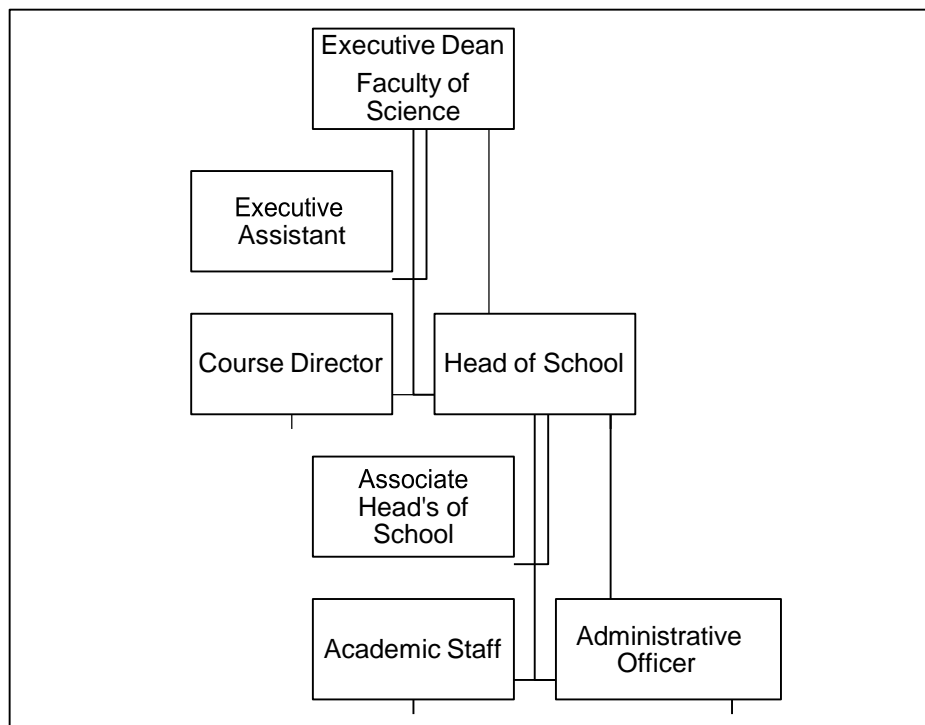 Executive Dean
Faculty of
Science
Executive
Assistant
Course Director
Head of School
Associate
Head's of
School
Academic Staff
Administrative
Officer